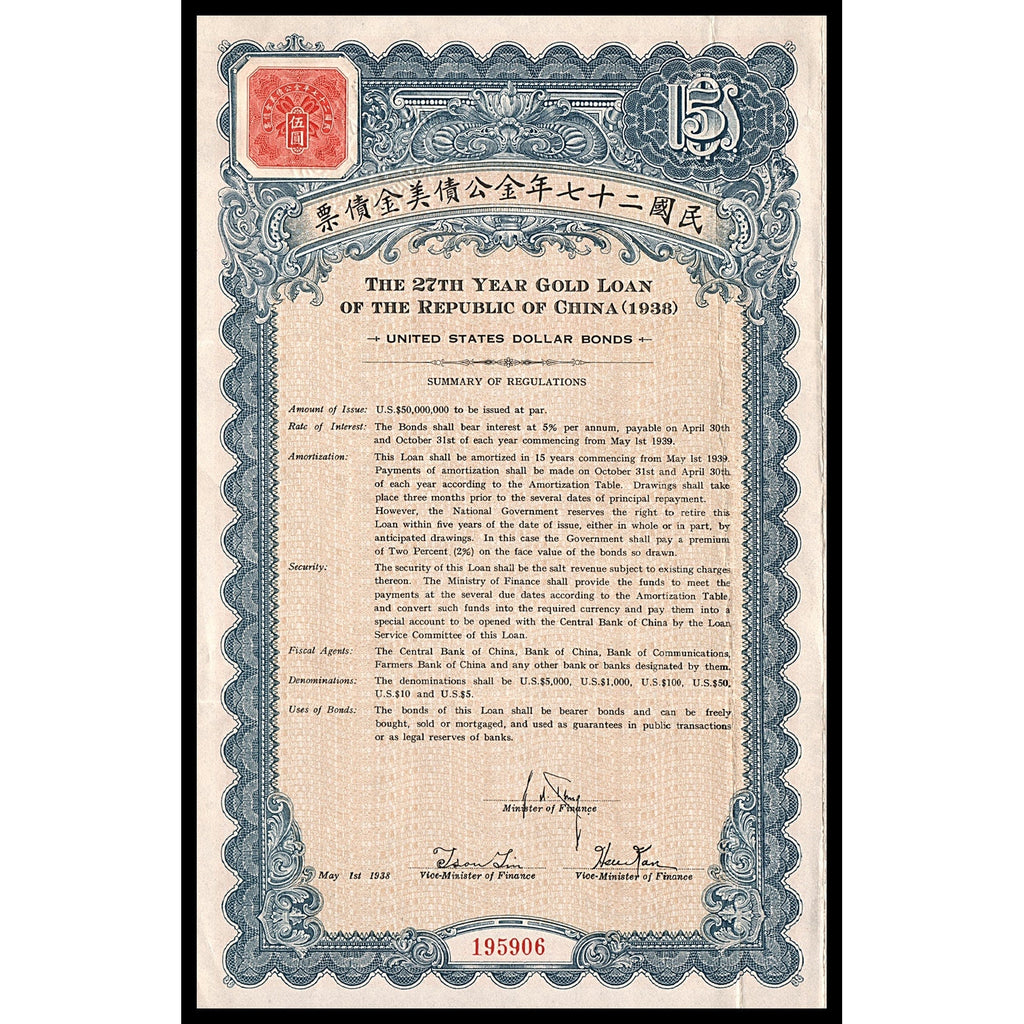 伍圓
$5
民國二十七年金公債美金債票
THE 27TH YEAR GOLD LOAN
OF THE REPUBLIC OF CHINA (1938)
UNITED STATES DOLLAR BONDS
SUMMARY OF REGULATIONS
Amount of Issue: U.S.$50,000,000 to be issued at par.
Rate of Interest: The Bonds shall bear interest at 5% per annum, payable on April 30th
and October 31st of each year commencing from May 1st 1939.
Amortization: This Loan shall be amortized in 15 years commencing from May 1st 1939.
Payments of amortization shall be made on October 31st and April 30th
of each year according to the Amortization Table. Drawings shall take
place three months prior to the several dates of principal repayment.
However, the National Government reserves the right to retire this
Loan within five years of the date of issue, either in whole or in part, by
anticipated drawings. In this case the Government shall pay a premium
of Two Percent (2%) on the face value of the bonds so drawn.
Security: The security of this Loan shall be the salt revenue subject to existing charges
thereon. The Ministry of Finance shall provide the funds to meet the
payments at the several due dates according to the Amortization Table,
and convert such funds into the required currency and pay them into a
special account to be opened with the Central Bank of China by the Loan
Service Committee of this Loan.
Fiscal Agents: The Central Bank of China, Bank of China, Bank of Communications,
Farmers Bank of China and any other bank or banks designated by them.
Denominations: The denominations shall be U.S.$5,000, U.S.$1,000, U.S.$100, U.S.$50,
U.S.$10 and U.S.$5.
Uses of Bonds: The bonds of this Loan shall be bearer bonds and can be freely
bought, sold or mortgaged, and used as guarantees in public transactions
or as legal reserves of banks.
Minister of Finance
May 1st 1938
Vice-Minister of Finance
Vice-Minister of Finance
195906